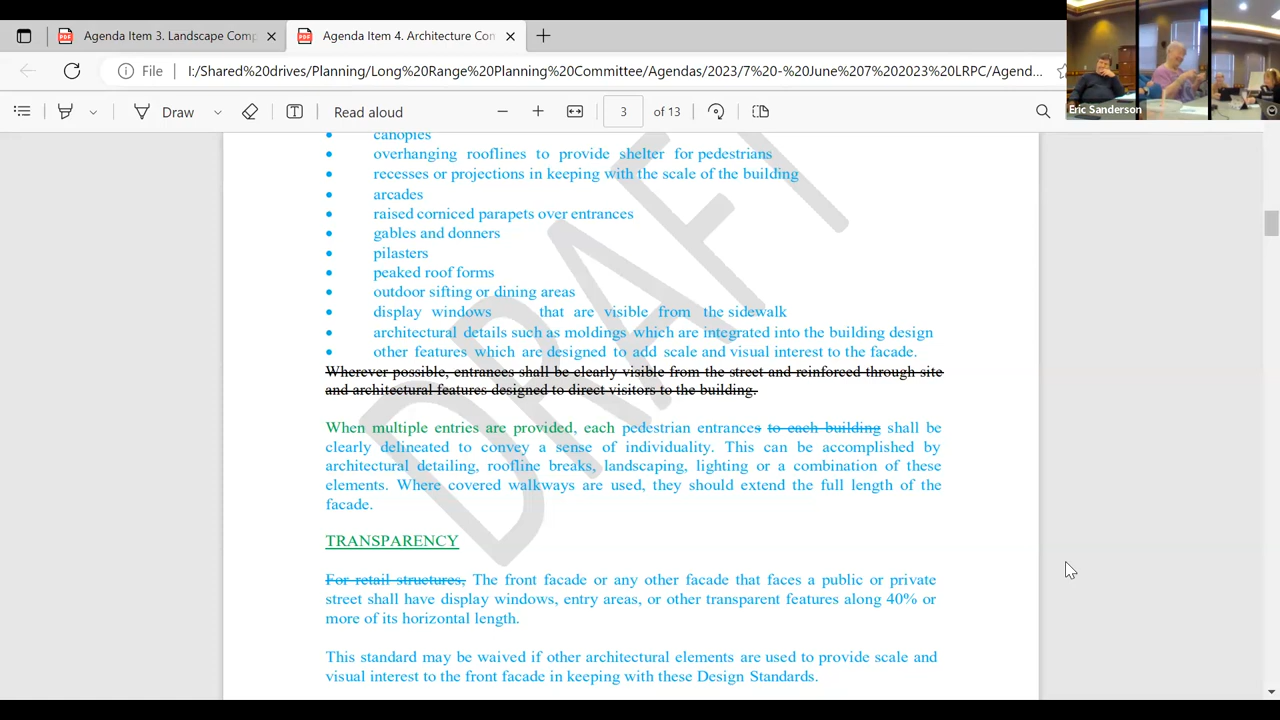 Agenda Item 3. Landscape Comp
Agenda Item 4. Architecture Con
File
I:/Shared%20drives/Planning/Long%20Range%20Planning%20Committee/Agendas/2023/7%20-%20June%207%202023%20LRPC/Agend...
Draw
Read aloud
3
of 13
Eric Sanderson
canopies
• overhanging rooflines to provide shelter for pedestrians
• recesses or projections in keeping with the scale of the building
• arcades
• raised corniced parapets over entrances
• gables and donners
• pilasters
• peaked roof forms
• outdoor sifting or dining areas
• display windows that are visible from the sidewalk
• architectural details such as moldings which are integrated into the building design
• other features which are designed to add scale and visual interest to the facade.
Wherever possible, entrances shall be clearly visible from the street and reinforced through site
and architectural features designed to direct visitors to the building.
When multiple entries are provided, each pedestrian entrances to each building shall be
clearly delineated to convey a sense of individuality. This can be accomplished by
architectural detailing, roofline breaks, landscaping, lighting or a combination of these
elements. Where covered walkways are used, they should extend the full length of the
facade.
TRANSPARENCY
For retail structures, The front facade or any other facade that faces a public or private
street shall have display windows, entry areas, or other transparent features along 40% or
more of its horizontal length.
This standard may be waived if other architectural elements are used to provide scale and
visual interest to the front facade in keeping with these Design Standards.
DRAFT